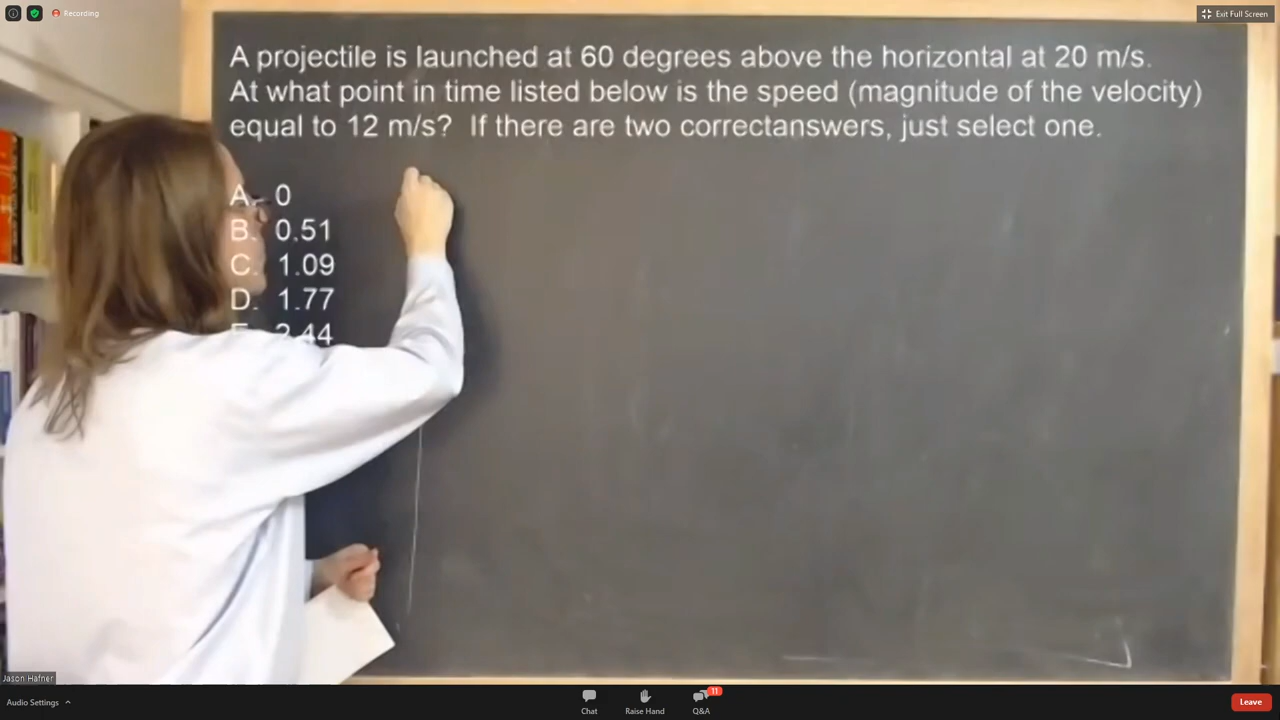 Recording
Exit Full Screen
A projectile is launched at 60 degrees above the horizontal at 20 m/s.
At what point in time listed below is the speed (magnitude of the velocity)
equal to 12 m/s?  If there are two correctanswers, just select one.
A. 0
B. 0.51
C. 1.09
D. 1.77
E. 2.44
Jason Hafner
Audio Settings
Chat
Raise Hand
Q&A
11
Leave